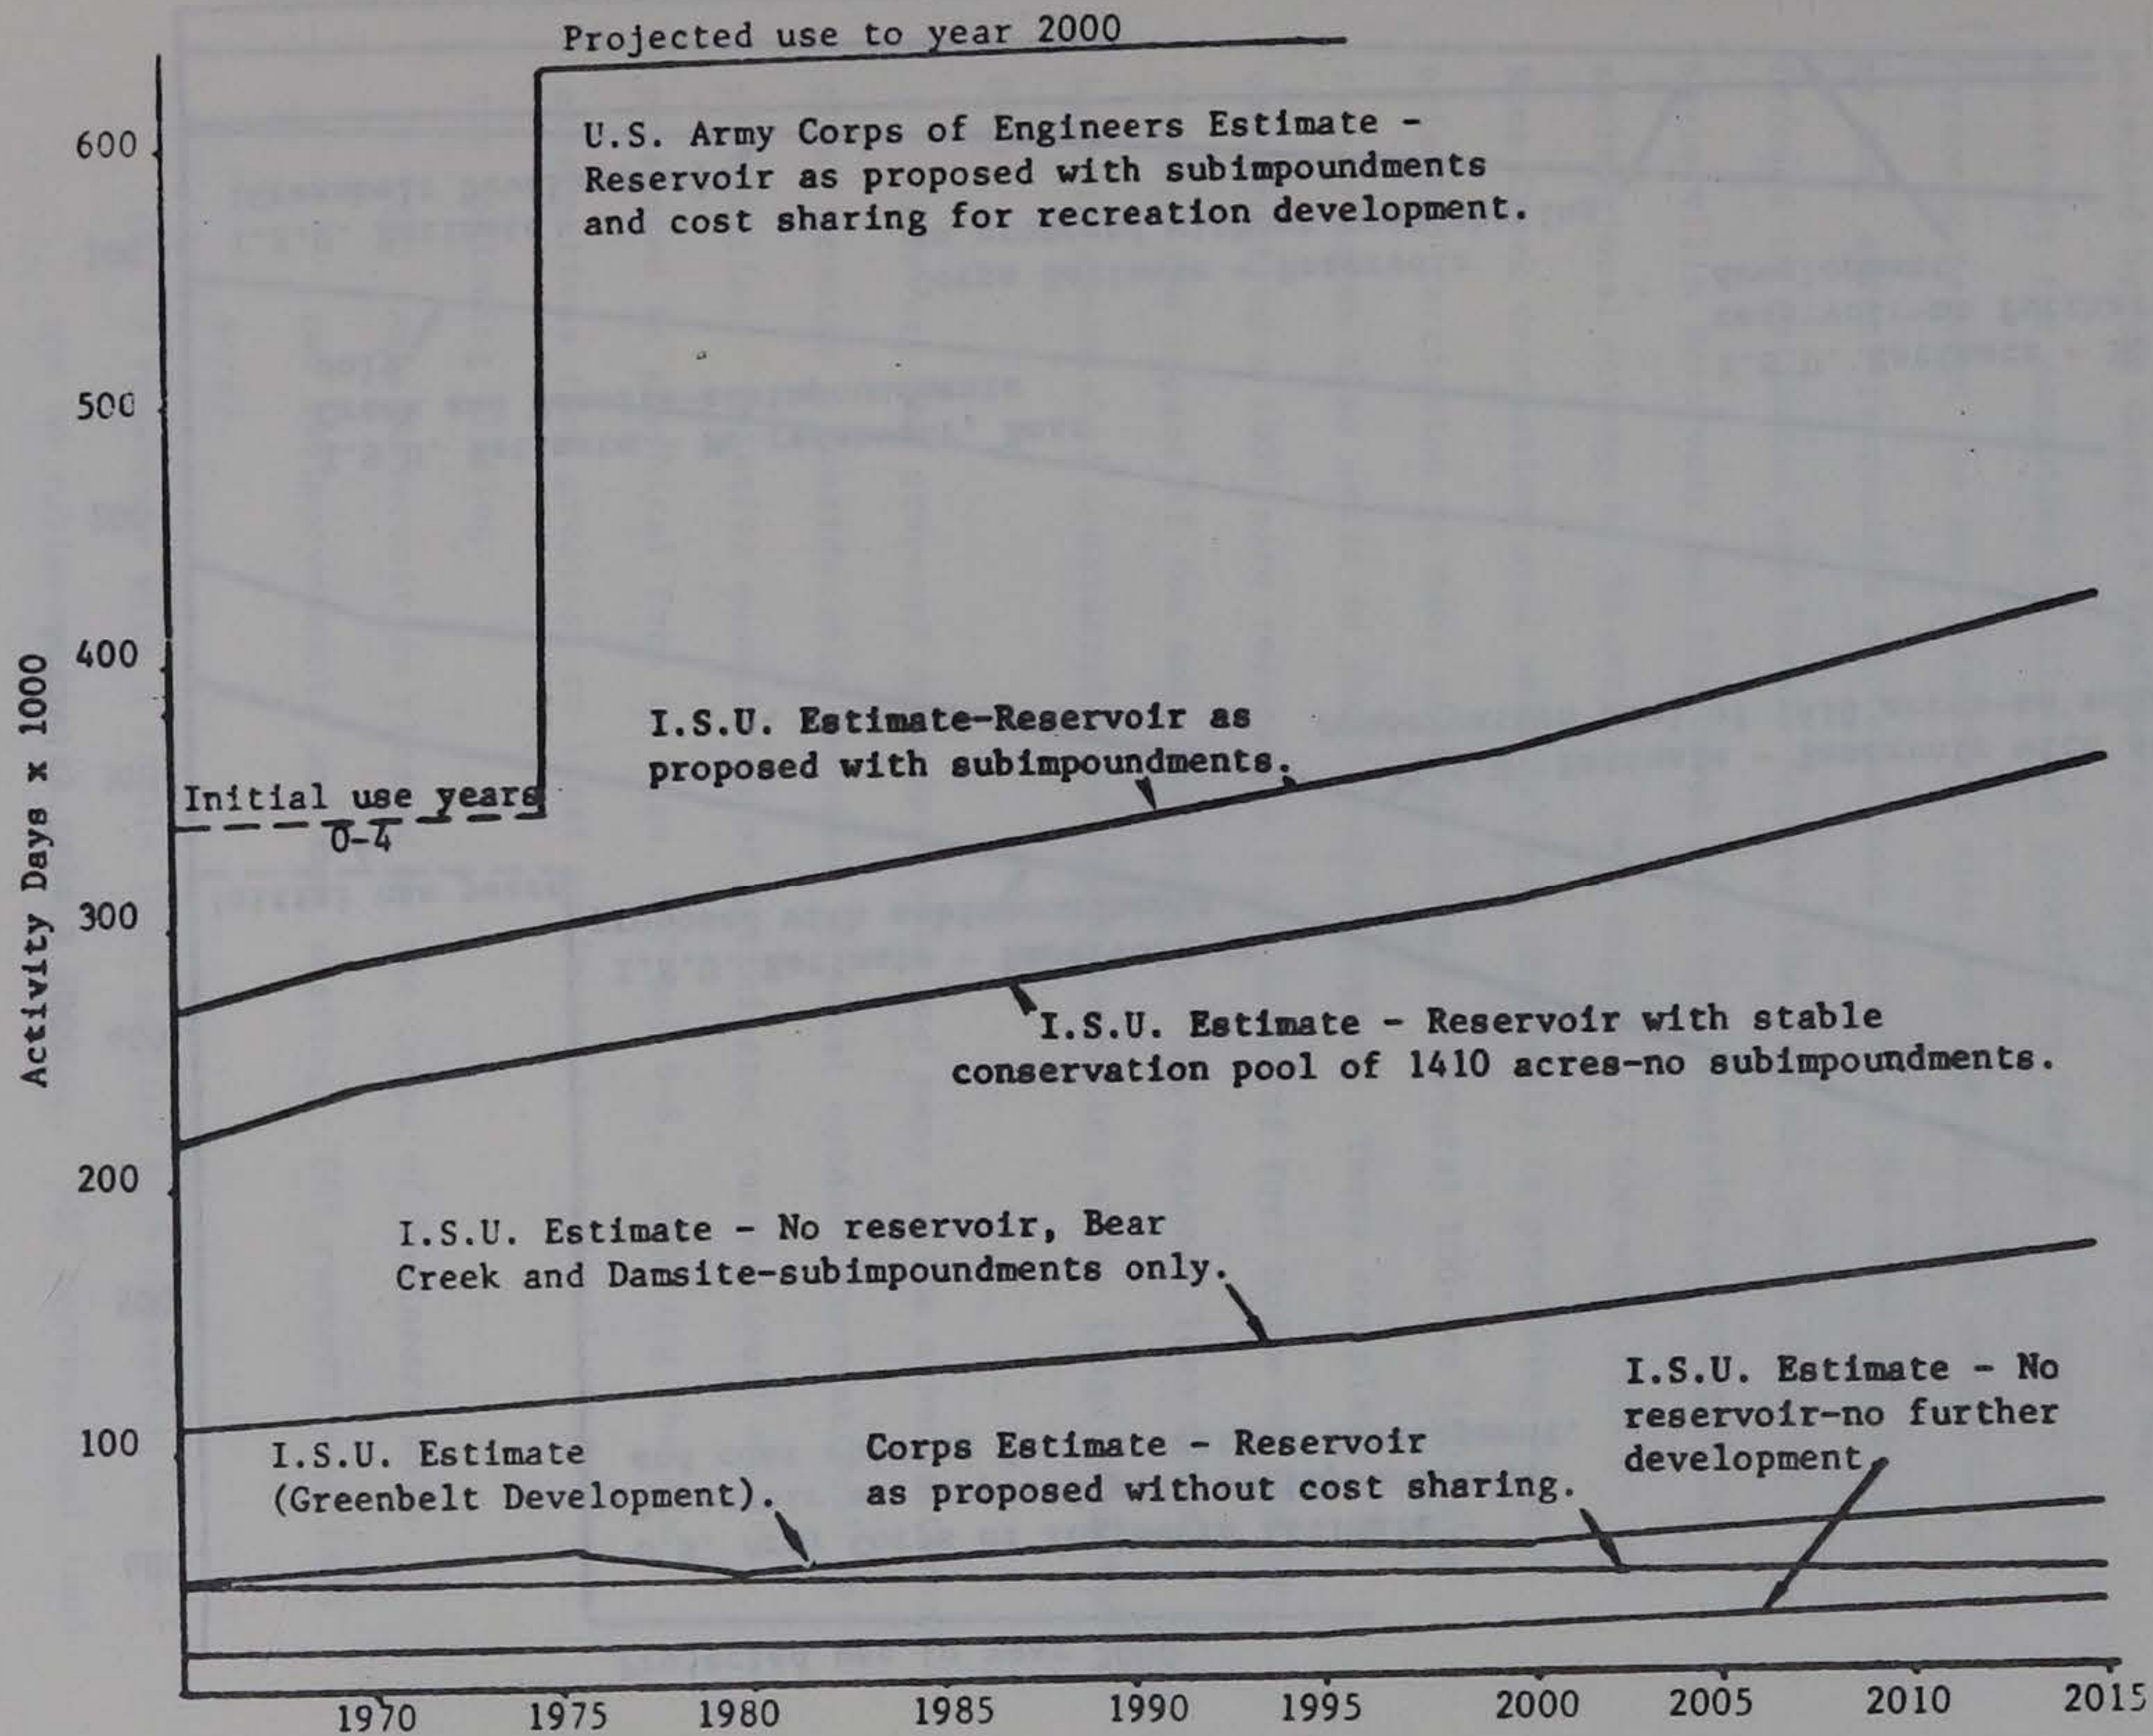 Projected use to year 2000
U.S. Army Corps of Engineers Estimate -
Reservoir as proposed with subimpoundments
and cost sharing for recreation development.
600
500
400
300
200
100
Activity Days x 1000
Initial use years
0-4
I.S.U. Estimate-Reservoir as
proposed with subimpoundments.
I.S.U. Estimate - Reservoir with stable
conservation pool of 1410 acres-no subimpoundments.
I.S.U. Estimate - No reservoir, Bear
Creek and Damsite-subimpoundments only.
I.S.U. Estimate
(Greenbelt Development).
Corps Estimate - Reservoir
as proposed without cost sharing.
I.S.U. Estimate - No
reservoir-no further
development
1970 1975 1980 1985 1990 1995 2000 2005 2010 2015